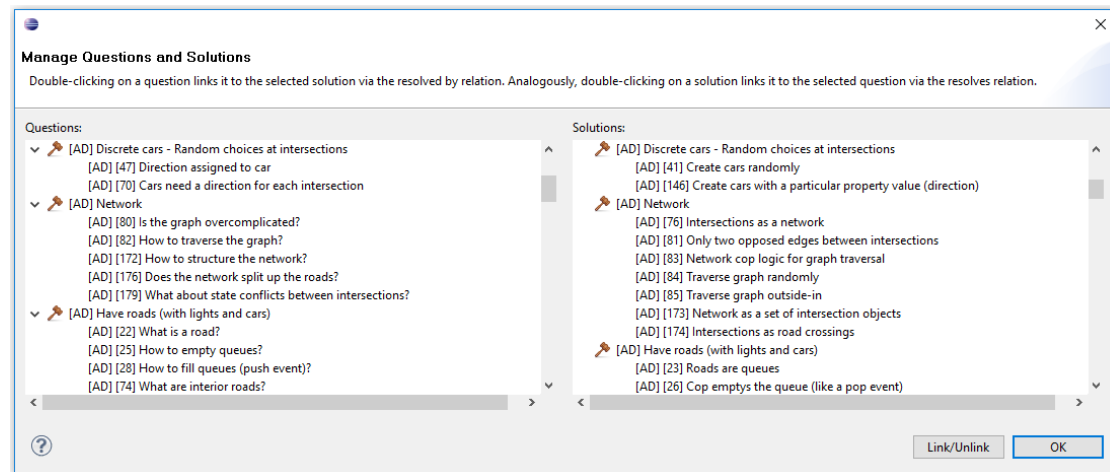 Manage Questions and Solutions
Double-clicking on a question links it to the selected solution via the resolved by relation. Analogously, double-clicking on a solution links it to the selected question via the resolves relation.
Questions:
[AD] Discrete cars - Random choices at intersections
[AD] [47] Direction assigned to car
[AD] [70] Cars need a direction for each intersection
[AD] Network
[AD] [80] Is the graph overcomplicated?
[AD] [82] How to traverse the graph?
[AD] [172] How to structure the network?
[AD] [176] Does the network split up the roads?
[AD] [179] What about state conflicts between intersections?
[AD] Have roads (with lights and cars)
[AD] [22] What is a road?
[AD] [25] How to empty queues?
[AD] [28] How to fill queues (push event)?
[AD] [74] What are interior roads?
Solutions:
[AD] Discrete cars - Random choices at intersections
[AD] [41] Create cars randomly
[AD] [146] Create cars with a particular property value (direction)
[AD] Network
[AD] [76] Intersections as a network
[AD] [81] Only two opposed edges between intersections
[AD] [83] Network cop logic for graph traversal
[AD] [84] Traverse graph randomly
[AD] [85] Traverse graph outside-in
[AD] [173] Network as a set of intersection objects
[AD] [174] Intersections as road crossings
[AD] Have roads (with lights and cars)
[AD] [23] Roads are queues
[AD] [26] Cop emptys the queue (like a pop event)
?
Link/Unlink
OK